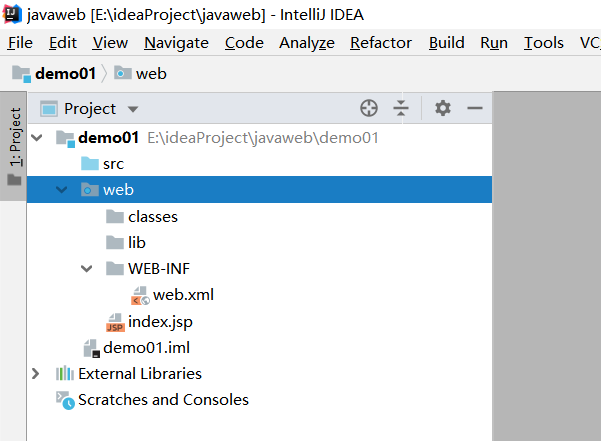 javaweb [E:\ideaProject\javaweb] - IntelliJ IDEA
File Edit View Navigate Code Analyze Refactor Build Run Tools VC
demo01 web
Project
1: Project
demo01 E:\ideaProject\javaweb\demo01
src
web
classes
lib
WEB-INF
web.xml
JSP index.jsp
demo01.iml
External Libraries
Scratches and Consoles